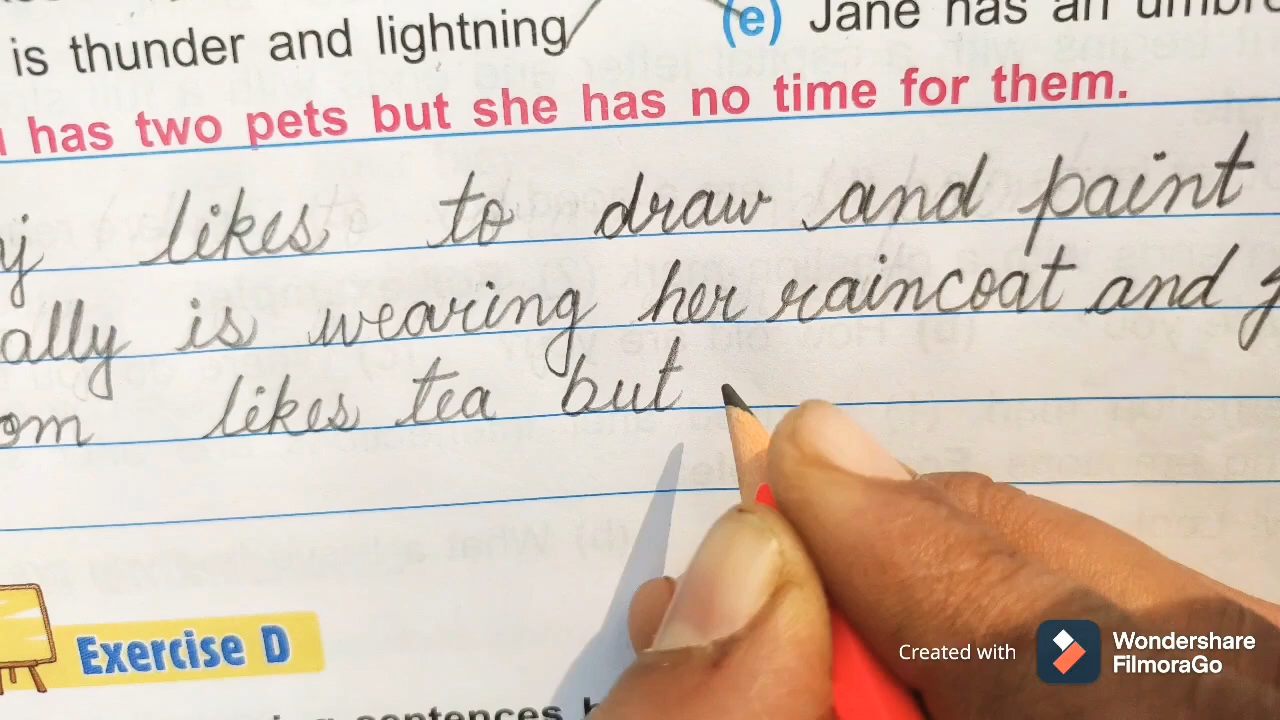 is thunder and lightning (e) Jane has an umbre
has two pets but she has no time for them.
likes to draw and paint
ally is wearing her raincoat and
om likes tea but
Exercise D
sentences
Created with Wondershare FilmoraGo